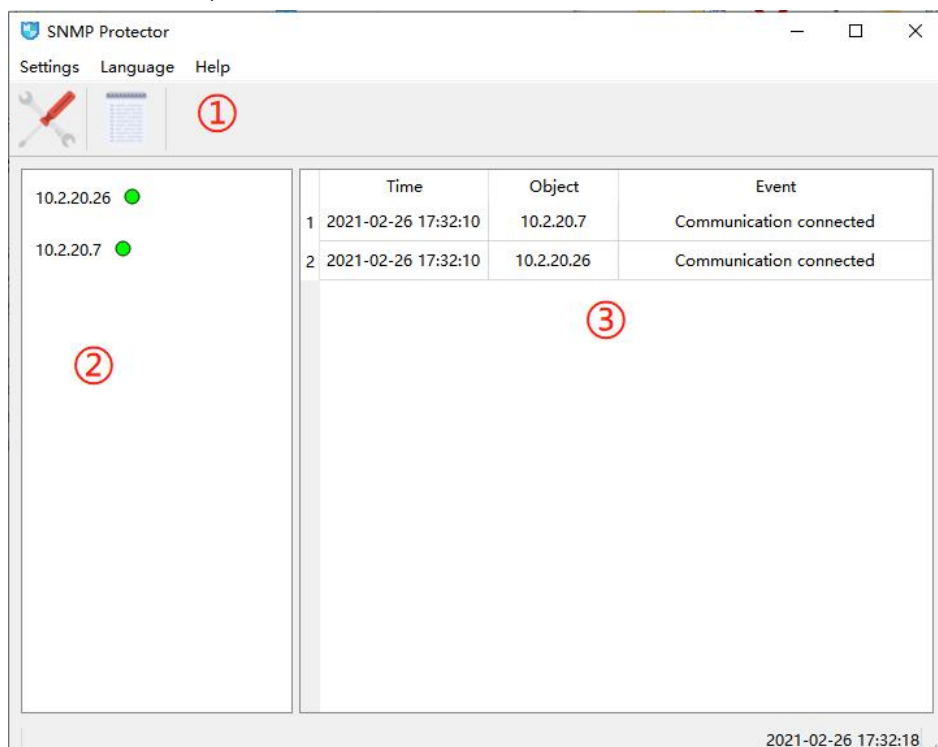 SNMP Protector
Settings Language Help
①
10.2.20.26
10.2.20.7
②
Time Object Event
1 2021-02-26 17:32:10 10.2.20.7 Communication connected
2 2021-02-26 17:32:10 10.2.20.26 Communication connected
③
2021-02-26 17:32:18